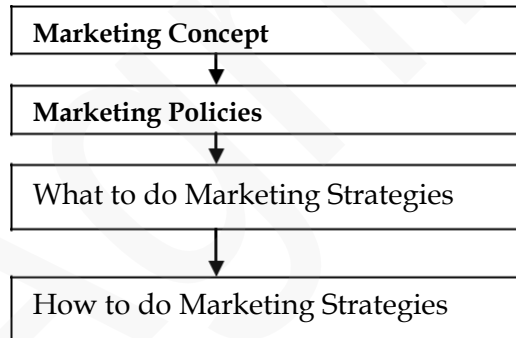 Marketing Concept
Marketing Policies
What to do Marketing Strategies
How to do Marketing Strategies